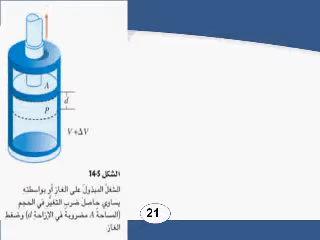 A
d
P
V+ΔV
الشكل 5-14
الشغل المبذول على الغاز أو بواسطته
يساوي حاصل ضرب التغيُّر في الحجم
(المساحة A مضروبة في الإزاحة d) وضغط
الغاز.
21